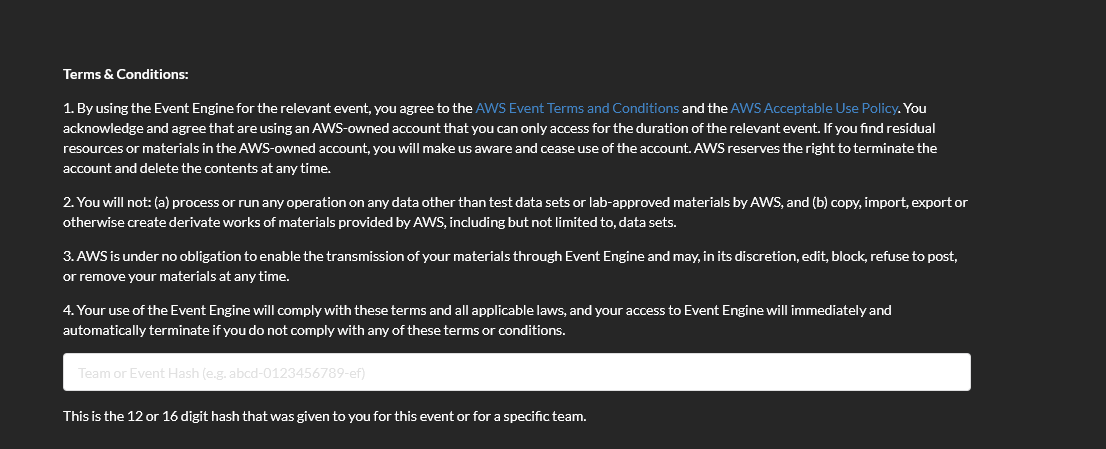 Terms & Conditions:
1. By using the Event Engine for the relevant event, you agree to the AWS Event Terms and Conditions and the AWS Acceptable Use Policy. You
acknowledge and agree that are using an AWS-owned account that you can only access for the duration of the relevant event. If you find residual
resources or materials in the AWS-owned account, you will make us aware and cease use of the account. AWS reserves the right to terminate the
account and delete the contents at any time.
2. You will not: (a) process or run any operation on any data other than test data sets or lab-approved materials by AWS, and (b) copy, import, export or
otherwise create derivate works of materials provided by AWS, including but not limited to, data sets.
3. AWS is under no obligation to enable the transmission of your materials through Event Engine and may, in its discretion, edit, block, refuse to post,
or remove your materials at any time.
4. Your use of the Event Engine will comply with these terms and all applicable laws, and your access to Event Engine will immediately and
automatically terminate if you do not comply with any of these terms or conditions.
Team or Event Hash (e.g. abcd-0123456789-ef)
This is the 12 or 16 digit hash that was given to you for this event or for a specific team.